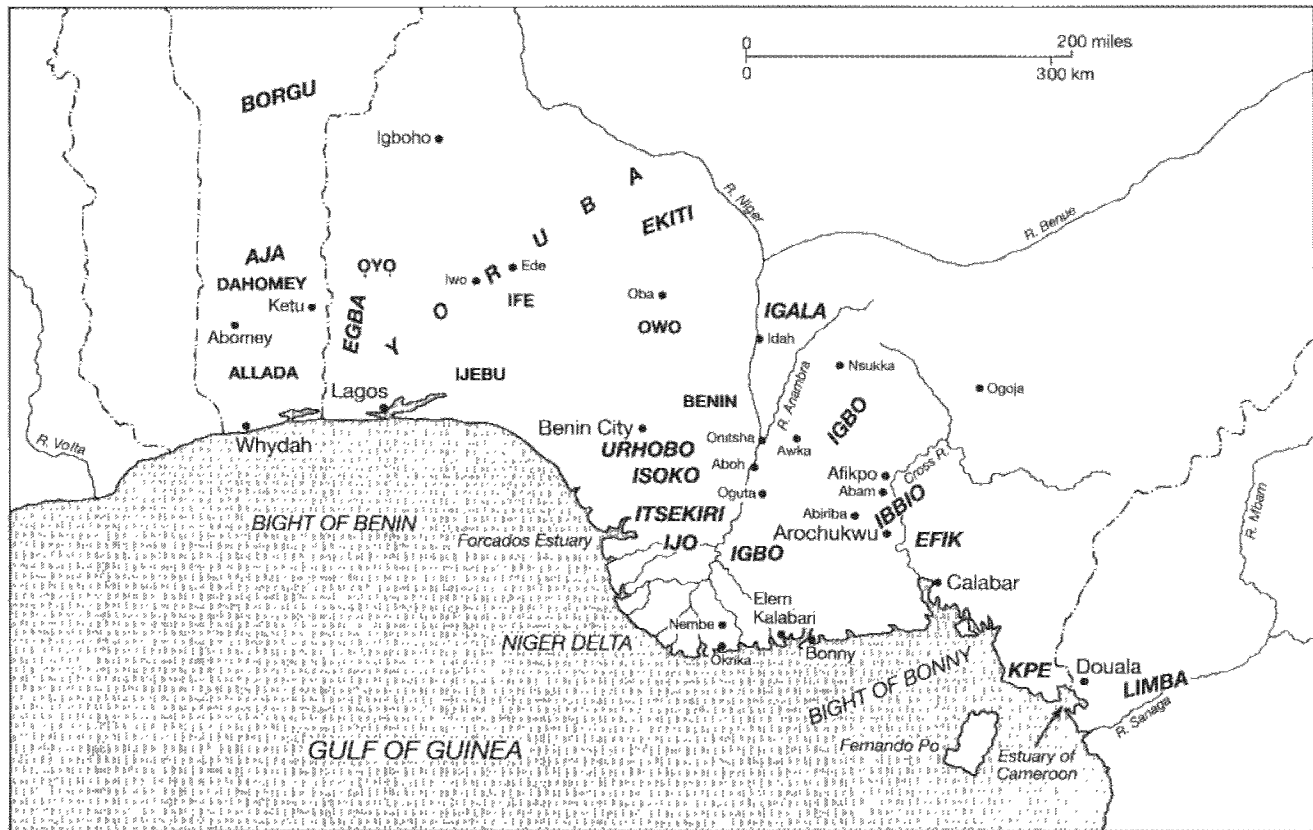 0
200 miles
0
300 km
BORGU
Igboho
YORUBA
EKITI
R. Niger
R. Benue
AJA
DAHOMEY
OYO
Ede
Iwo
IFE
Ketu
Oba
EGBA
OWO
IGALA
Abomey
Idah
ALLADA
IJEBU
Nsukka
R. Anambra
Ogoja
Lagos
BENIN
IGBO
R. Volta
Whydah
Benin City
URHOBO
Onitsha
Awka
ISOKO
Aboh
Afikpo
Cross R.
Oguta
Abam
IBBIO
R. Mbam
BIGHT OF BENIN
ITSEKIRI
Abiriba
Forcados Estuary
IJO
IGBO
Arochukwu
EFIK
Calabar
Elem
Kalabari
Nembe
NIGER DELTA
Okrika
Bonny
BIGHT OF BONNY
KPE
Douala
LIMBA
R. Sanaga
GULF OF GUINEA
Fernando Po
Estuary of
Cameroon